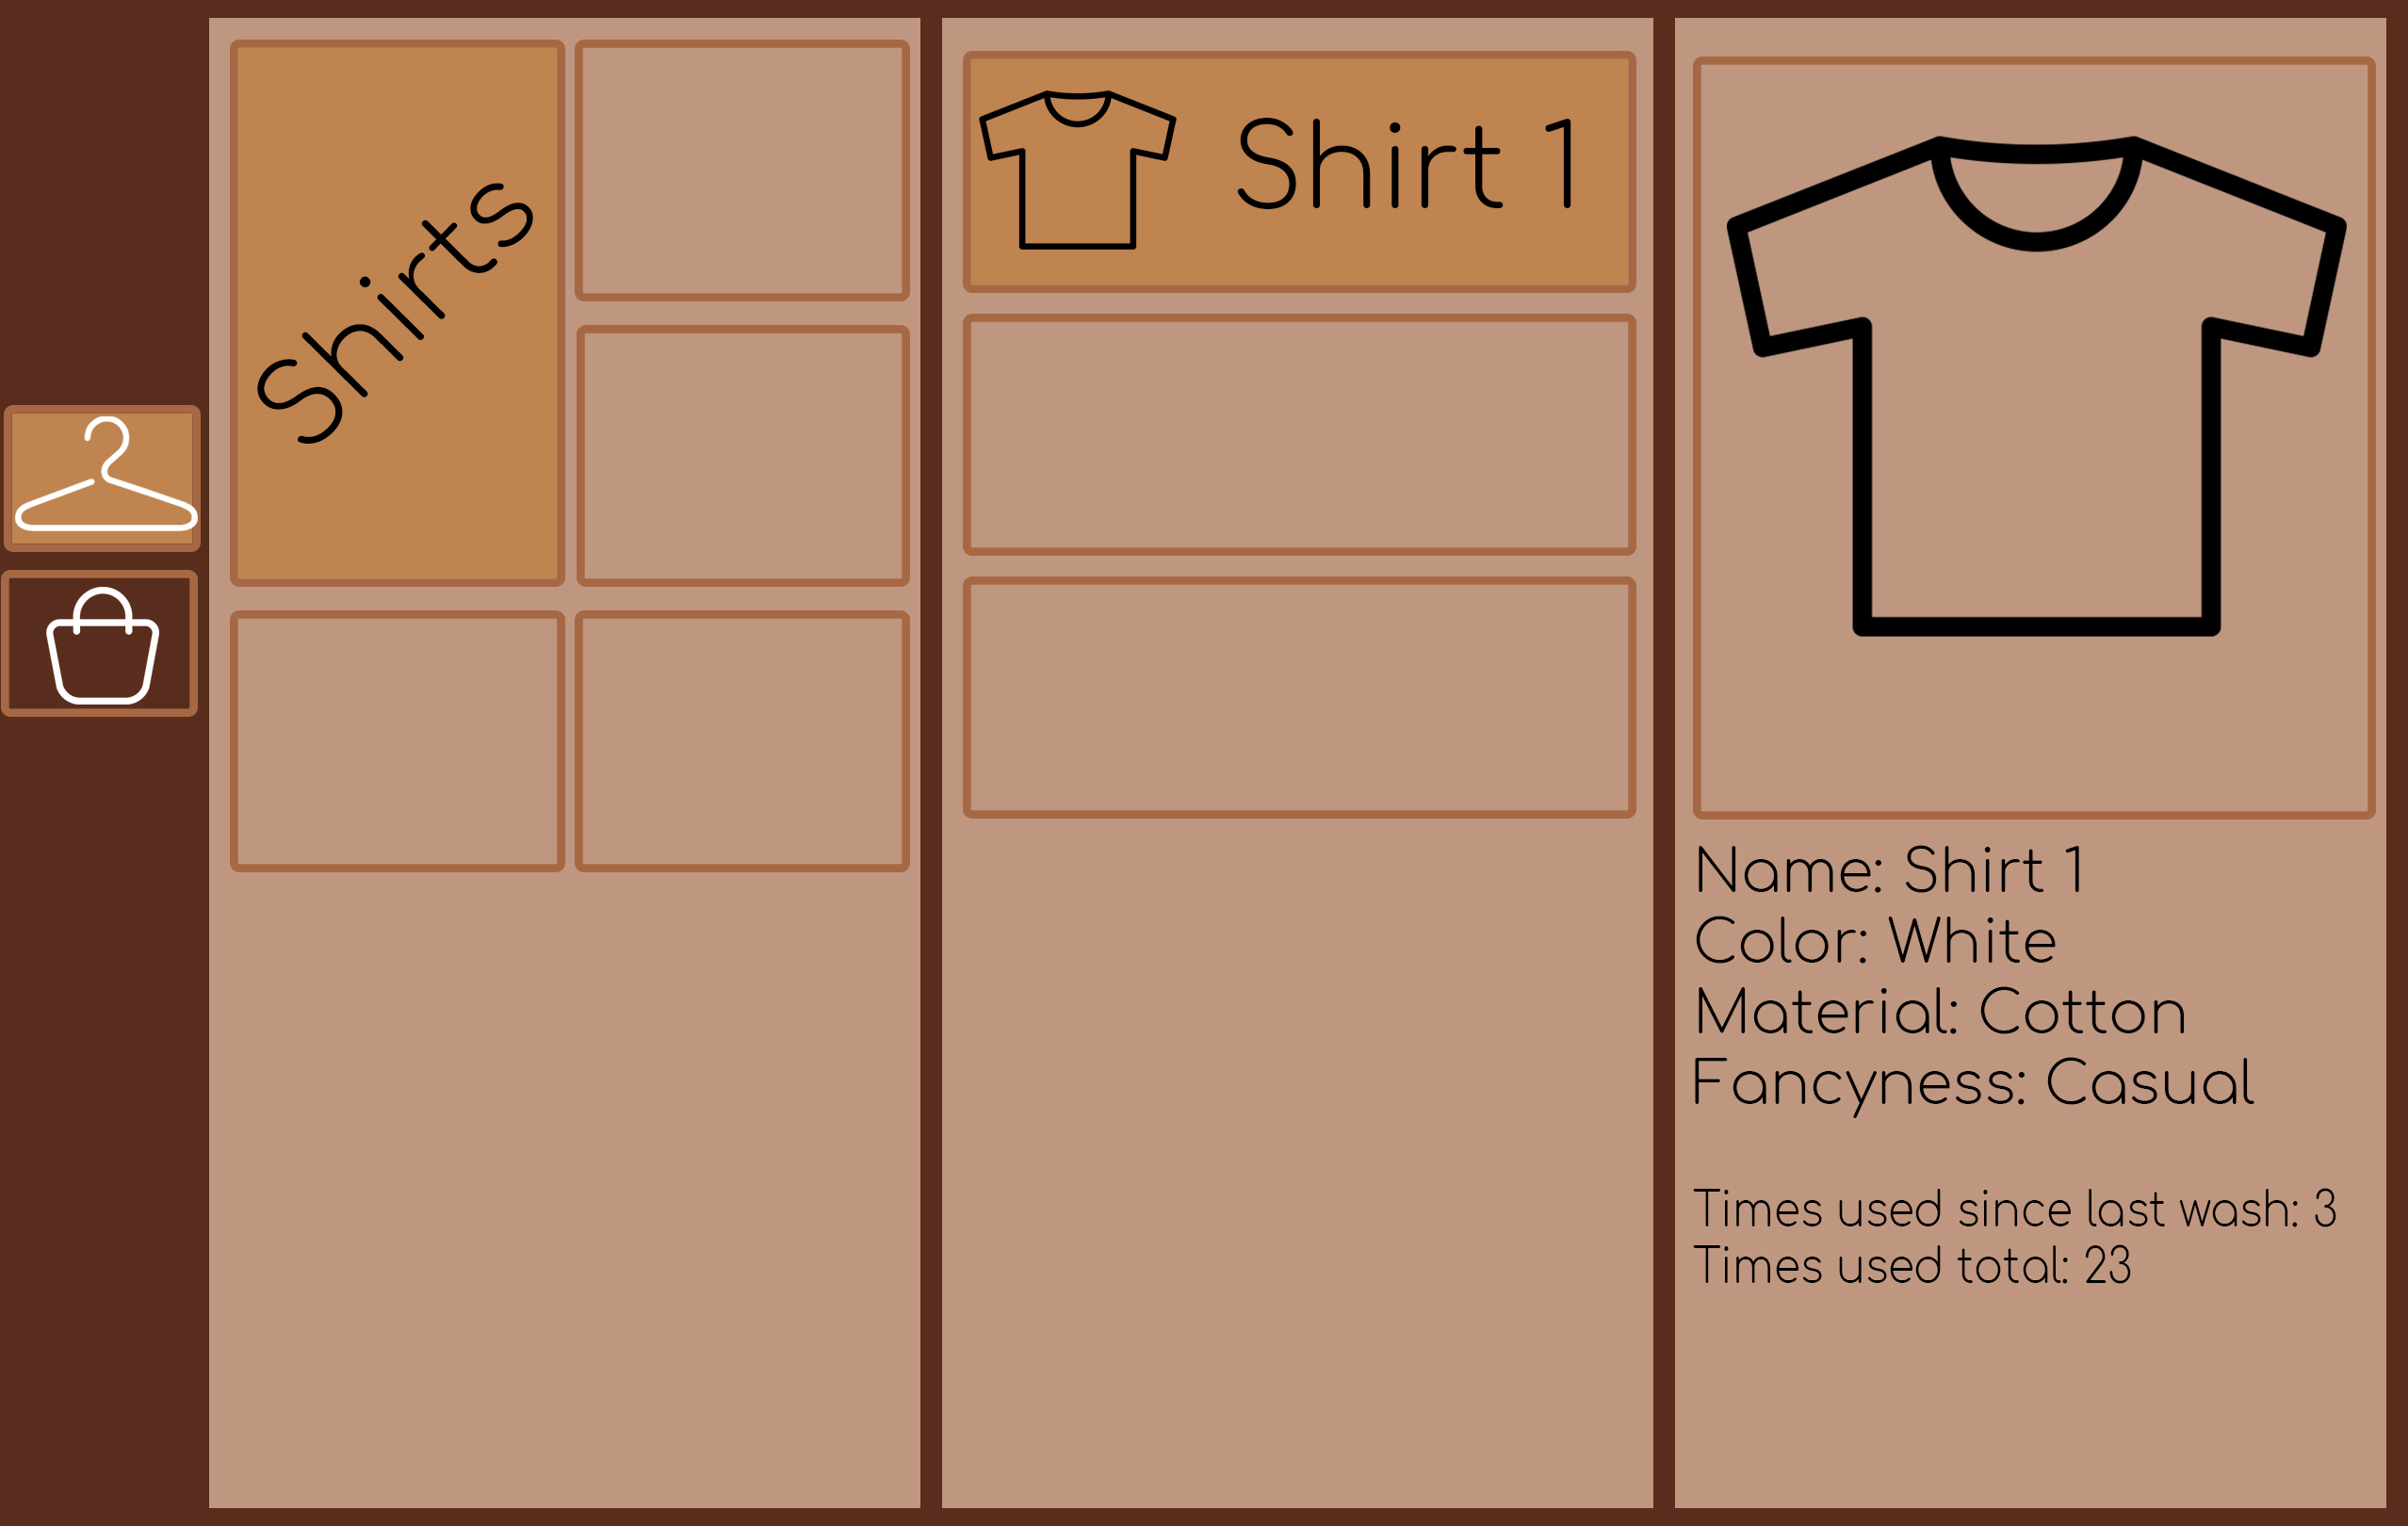 Shirts
Shirt 1
Name: Shirt 1
Color: White
Material: Cotton
Fancyness: Casual
Times used since last wash: 3
Times used total: 23